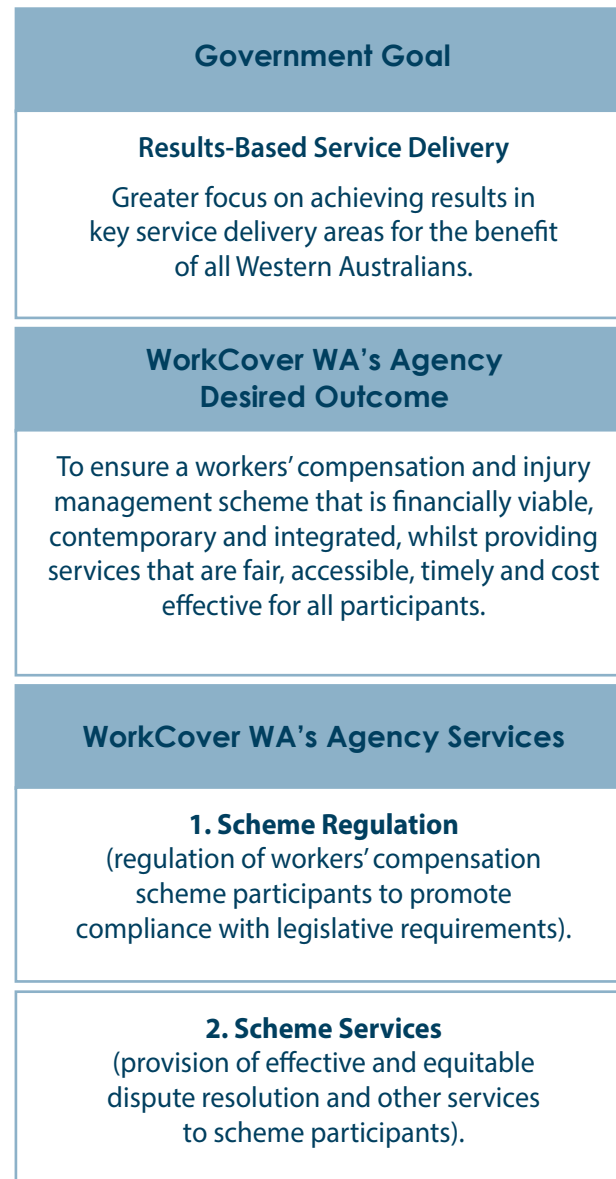 Government Goal
Results-Based Service Delivery
Greater focus on achieving results in
key service delivery areas for the benefit
of all Western Australians.
WorkCover WA’s Agency
Desired Outcome
To ensure a workers’ compensation and injury
management scheme that is financially viable,
contemporary and integrated, whilst providing
services that are fair, accessible, timely and cost
effective for all participants.
WorkCover WA’s Agency Services
1. Scheme Regulation
(regulation of workers’ compensation
scheme participants to promote
compliance with legislative requirements).
2. Scheme Services
(provision of effective and equitable
dispute resolution and other services
to scheme participants).